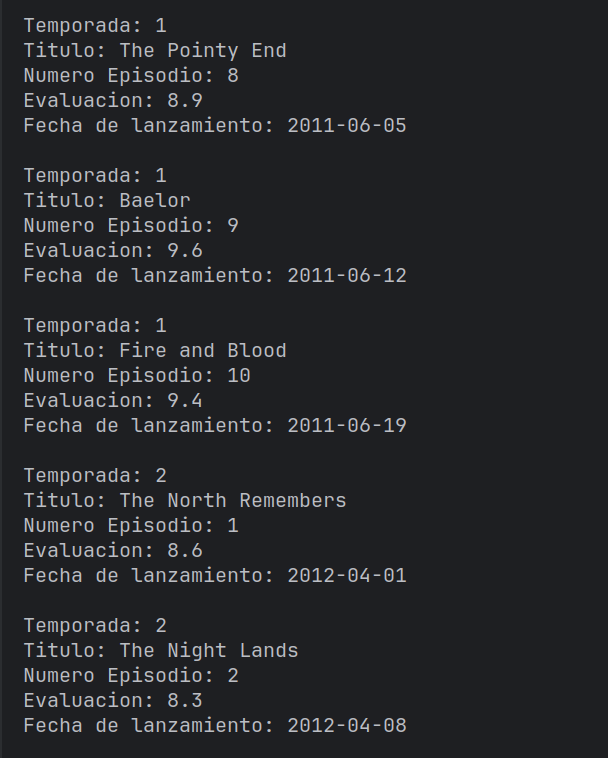 Temporada: 1
Titulo: The Pointy End
Numero Episodio: 8
Evaluacion: 8.9
Fecha de lanzamiento: 2011-06-05
Temporada: 1
Titulo: Baelor
Numero Episodio: 9
Evaluacion: 9.6
Fecha de lanzamiento: 2011-06-12
Temporada: 1
Titulo: Fire and Blood
Numero Episodio: 10
Evaluacion: 9.4
Fecha de lanzamiento: 2011-06-19
Temporada: 2
Titulo: The North Remembers
Numero Episodio: 1
Evaluacion: 8.6
Fecha de lanzamiento: 2012-04-01
Temporada: 2
Titulo: The Night Lands
Numero Episodio: 2
Evaluacion: 8.3
Fecha de lanzamiento: 2012-04-08